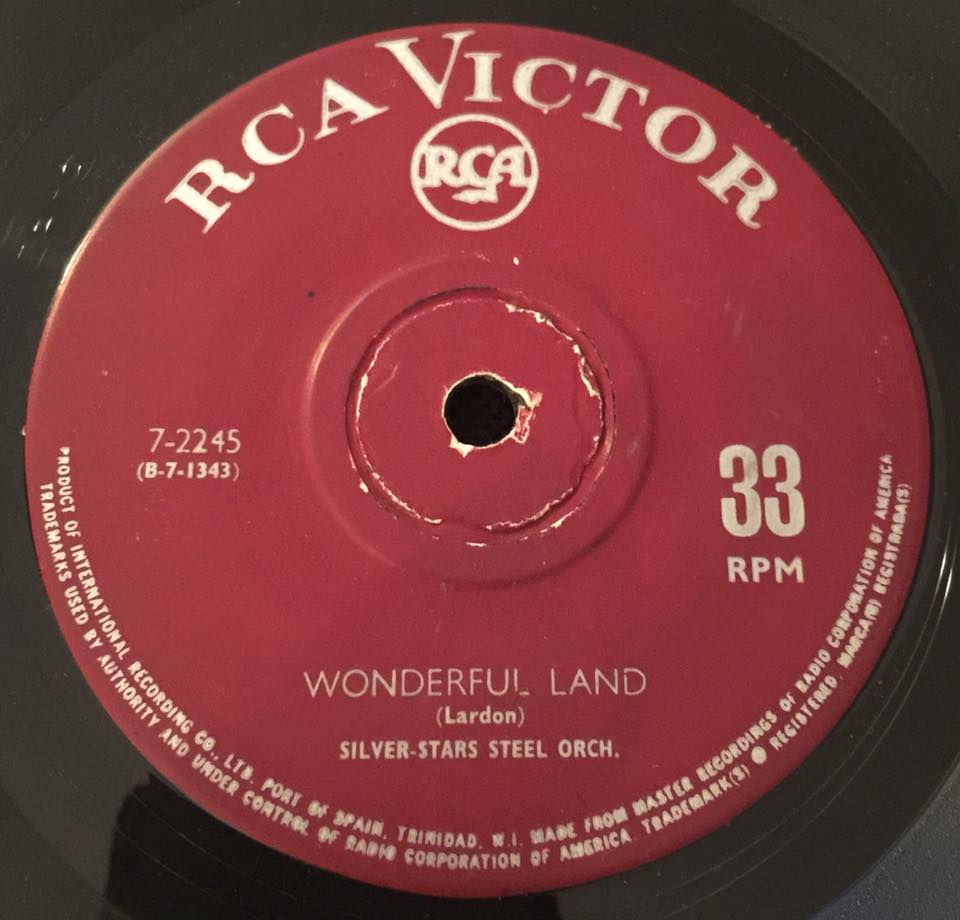 RCA VICTOR
RCA
7-2245
(B-7-1343)
33
RPM
WONDERFUL LAND
(Lardon)
SILVER-STARS STEEL ORCH.
PRODUCT OF INTERNATIONAL RECORDING CO., LTD. PORT OF SPAIN, TRINIDAD, W.I. MADE FROM MASTER RECORDINGS OF RADIO CORPORATION OF AMERICA
TRADEMARKS USED BY AUTHORITY AND UNDER CONTROL OF RADIO CORPORATION OF AMERICA TRADEMARK(S) ® REGISTERED. MARCA(S) REGISTRADA(S)